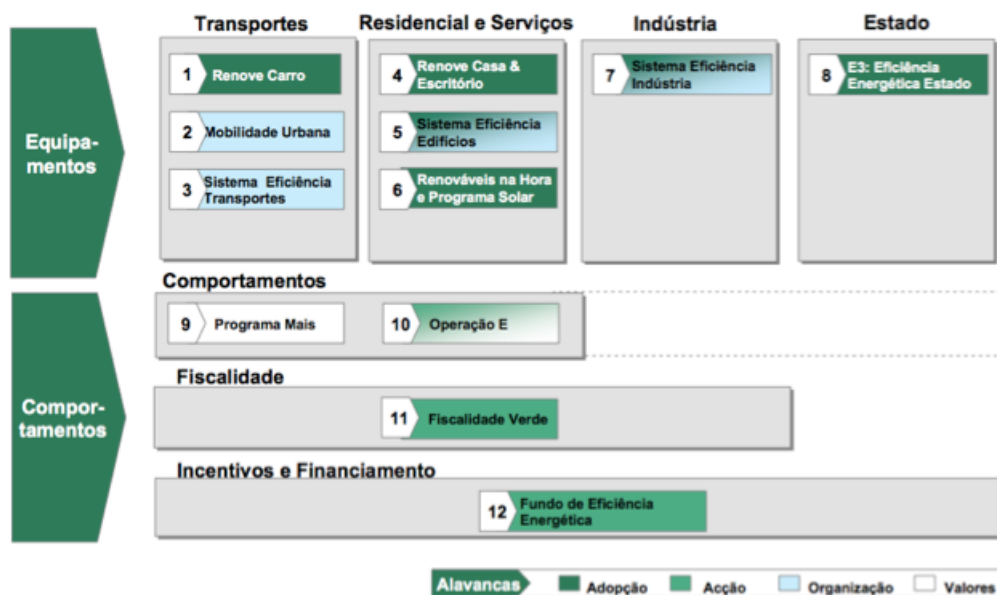 Transportes
Residencial e Serviços
Indústria
Estado
Equipa-
mentos
1 Renove Carro
2 Mobilidade Urbana
3 Sistema Eficiência
Transportes
4 Renove Casa &
Escritório
5 Sistema Eficiência
Edifícios
6 Renováveis na Hora
e Programa Solar
7 Sistema Eficiência
Indústria
8 E3: Eficiência
Energética Estado
Compor-
tamentos
Comportamentos
9 Programa Mais
10 Operação E
Fiscalidade
11 Fiscalidade Verde
Incentivos e Financiamento
12 Fundo de Eficiência
Energética
Alavancas Adopção Acção Organização Valores